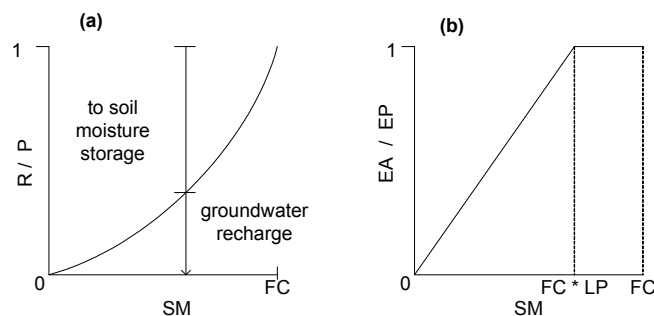 (a)
1
to soil
moisture
storage
R / P
groundwater
recharge
0
FC
SM
(b)
1
EA / EP
0
FC * LP
FC
SM